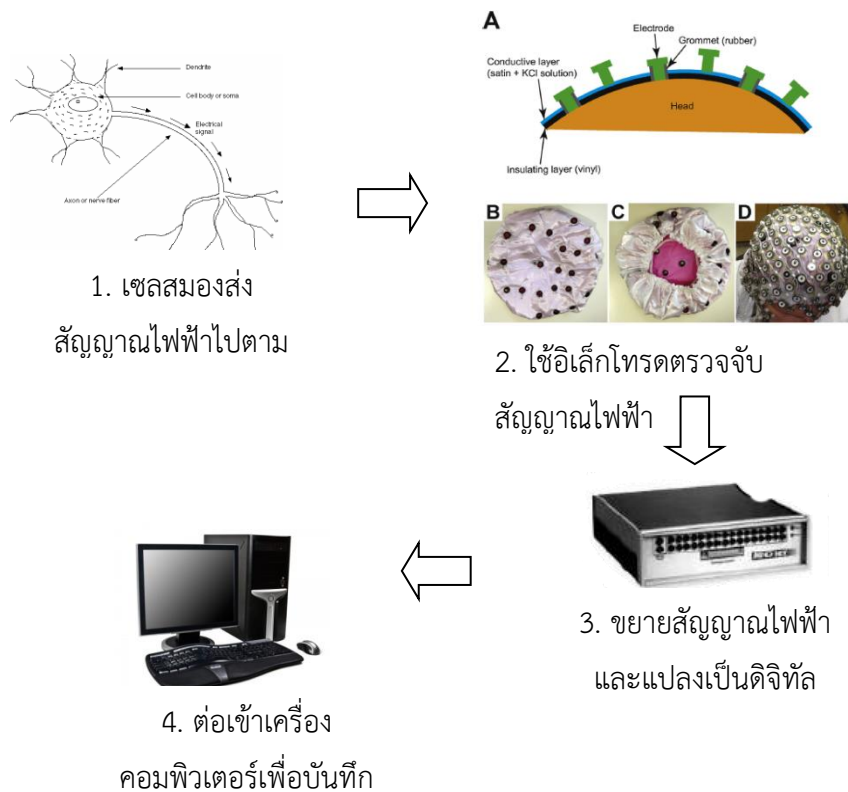 Dendrite
Cell body or soma
Electrical
signal
Axon or nerve fiber
1. เซลสมองส่ง
สัญญาณไฟฟ้าไปตาม
A
Electrode
Grommet (rubber)
Conductive layer
(satin + KCl solution)
Head
Insulating layer (vinyl)
B
C
D
2. ใช้อิเล็กโทรดตรวจจับ
สัญญาณไฟฟ้า
3. ขยายสัญญาณไฟฟ้า
และแปลงเป็นดิจิทัล
4. ต่อเข้าเครื่อง
คอมพิวเตอร์เพื่อบันทึก